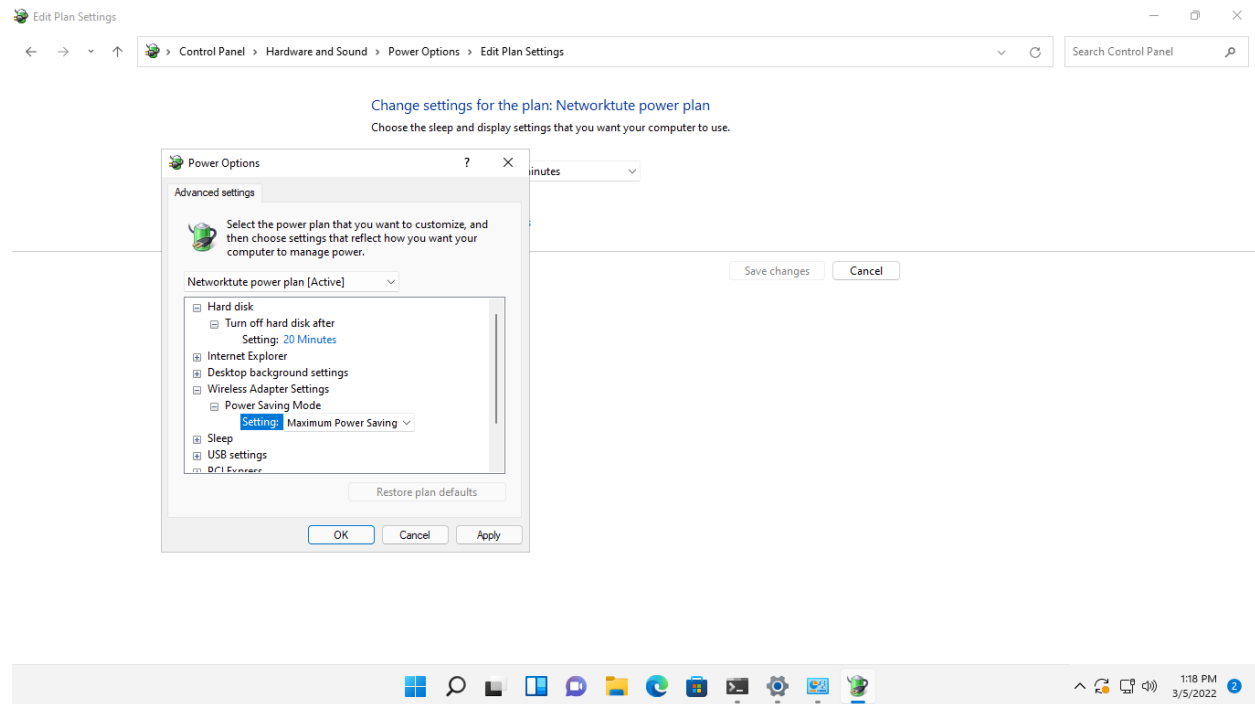 Edit Plan Settings
Control Panel > Hardware and Sound > Power Options > Edit Plan Settings
Search Control Panel
Change settings for the plan: Networktute power plan
Choose the sleep and display settings that you want your computer to use.
Power Options
?
inutes
Advanced settings
Select the power plan that you want to customize, and
then choose settings that reflect how you want your
computer to manage power.
Networktute power plan [Active]
Hard disk
Turn off hard disk after
Setting: 20 Minutes
Internet Explorer
Desktop background settings
Wireless Adapter Settings
Power Saving Mode
Setting: Maximum Power Saving
Sleep
USB settings
PCI Express
Restore plan defaults
OK Cancel Apply
Save changes Cancel
1:18 PM
3/5/2022
2